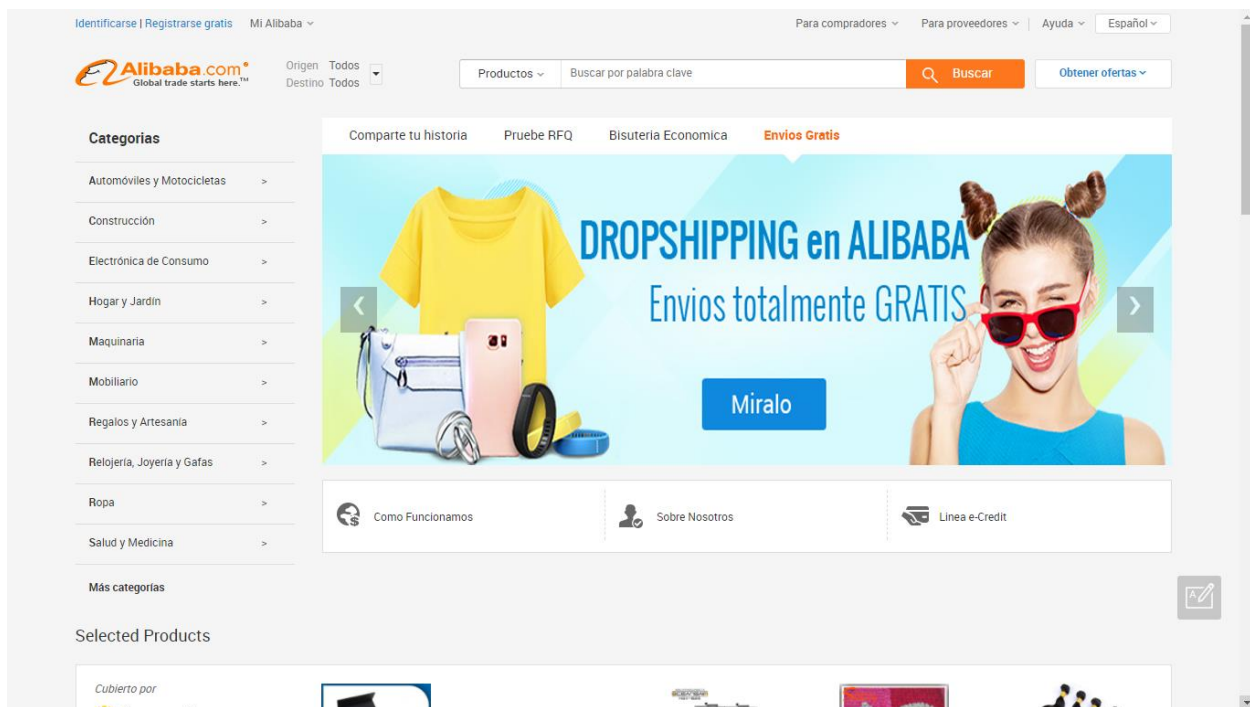 Identificarse | Registrarse gratis Mi Alibaba
Para compradores Para proveedores | Ayuda Español
Alibaba.com
Global trade starts here.™
Origen Todos
Destino Todos
Productos Buscar por palabra clave Buscar Obtener ofertas
Categorias
Comparte tu historia Pruebe RFQ Bisuteria Economica Envios Gratis
Automóviles y Motocicletas >
Construcción >
Electrónica de Consumo >
Hogar y Jardín >
Maquinaria >
Mobiliario >
Regalos y Artesanía >
Relojería, Joyería y Gafas >
Ropa >
Salud y Medicina >
Más categorías
DROPSHIPPING en ALIBABA
Envios totalmente GRATIS
Miralo
Como Funcionamos
Sobre Nosotros
Linea e-Credit
Selected Products
Cubierto por